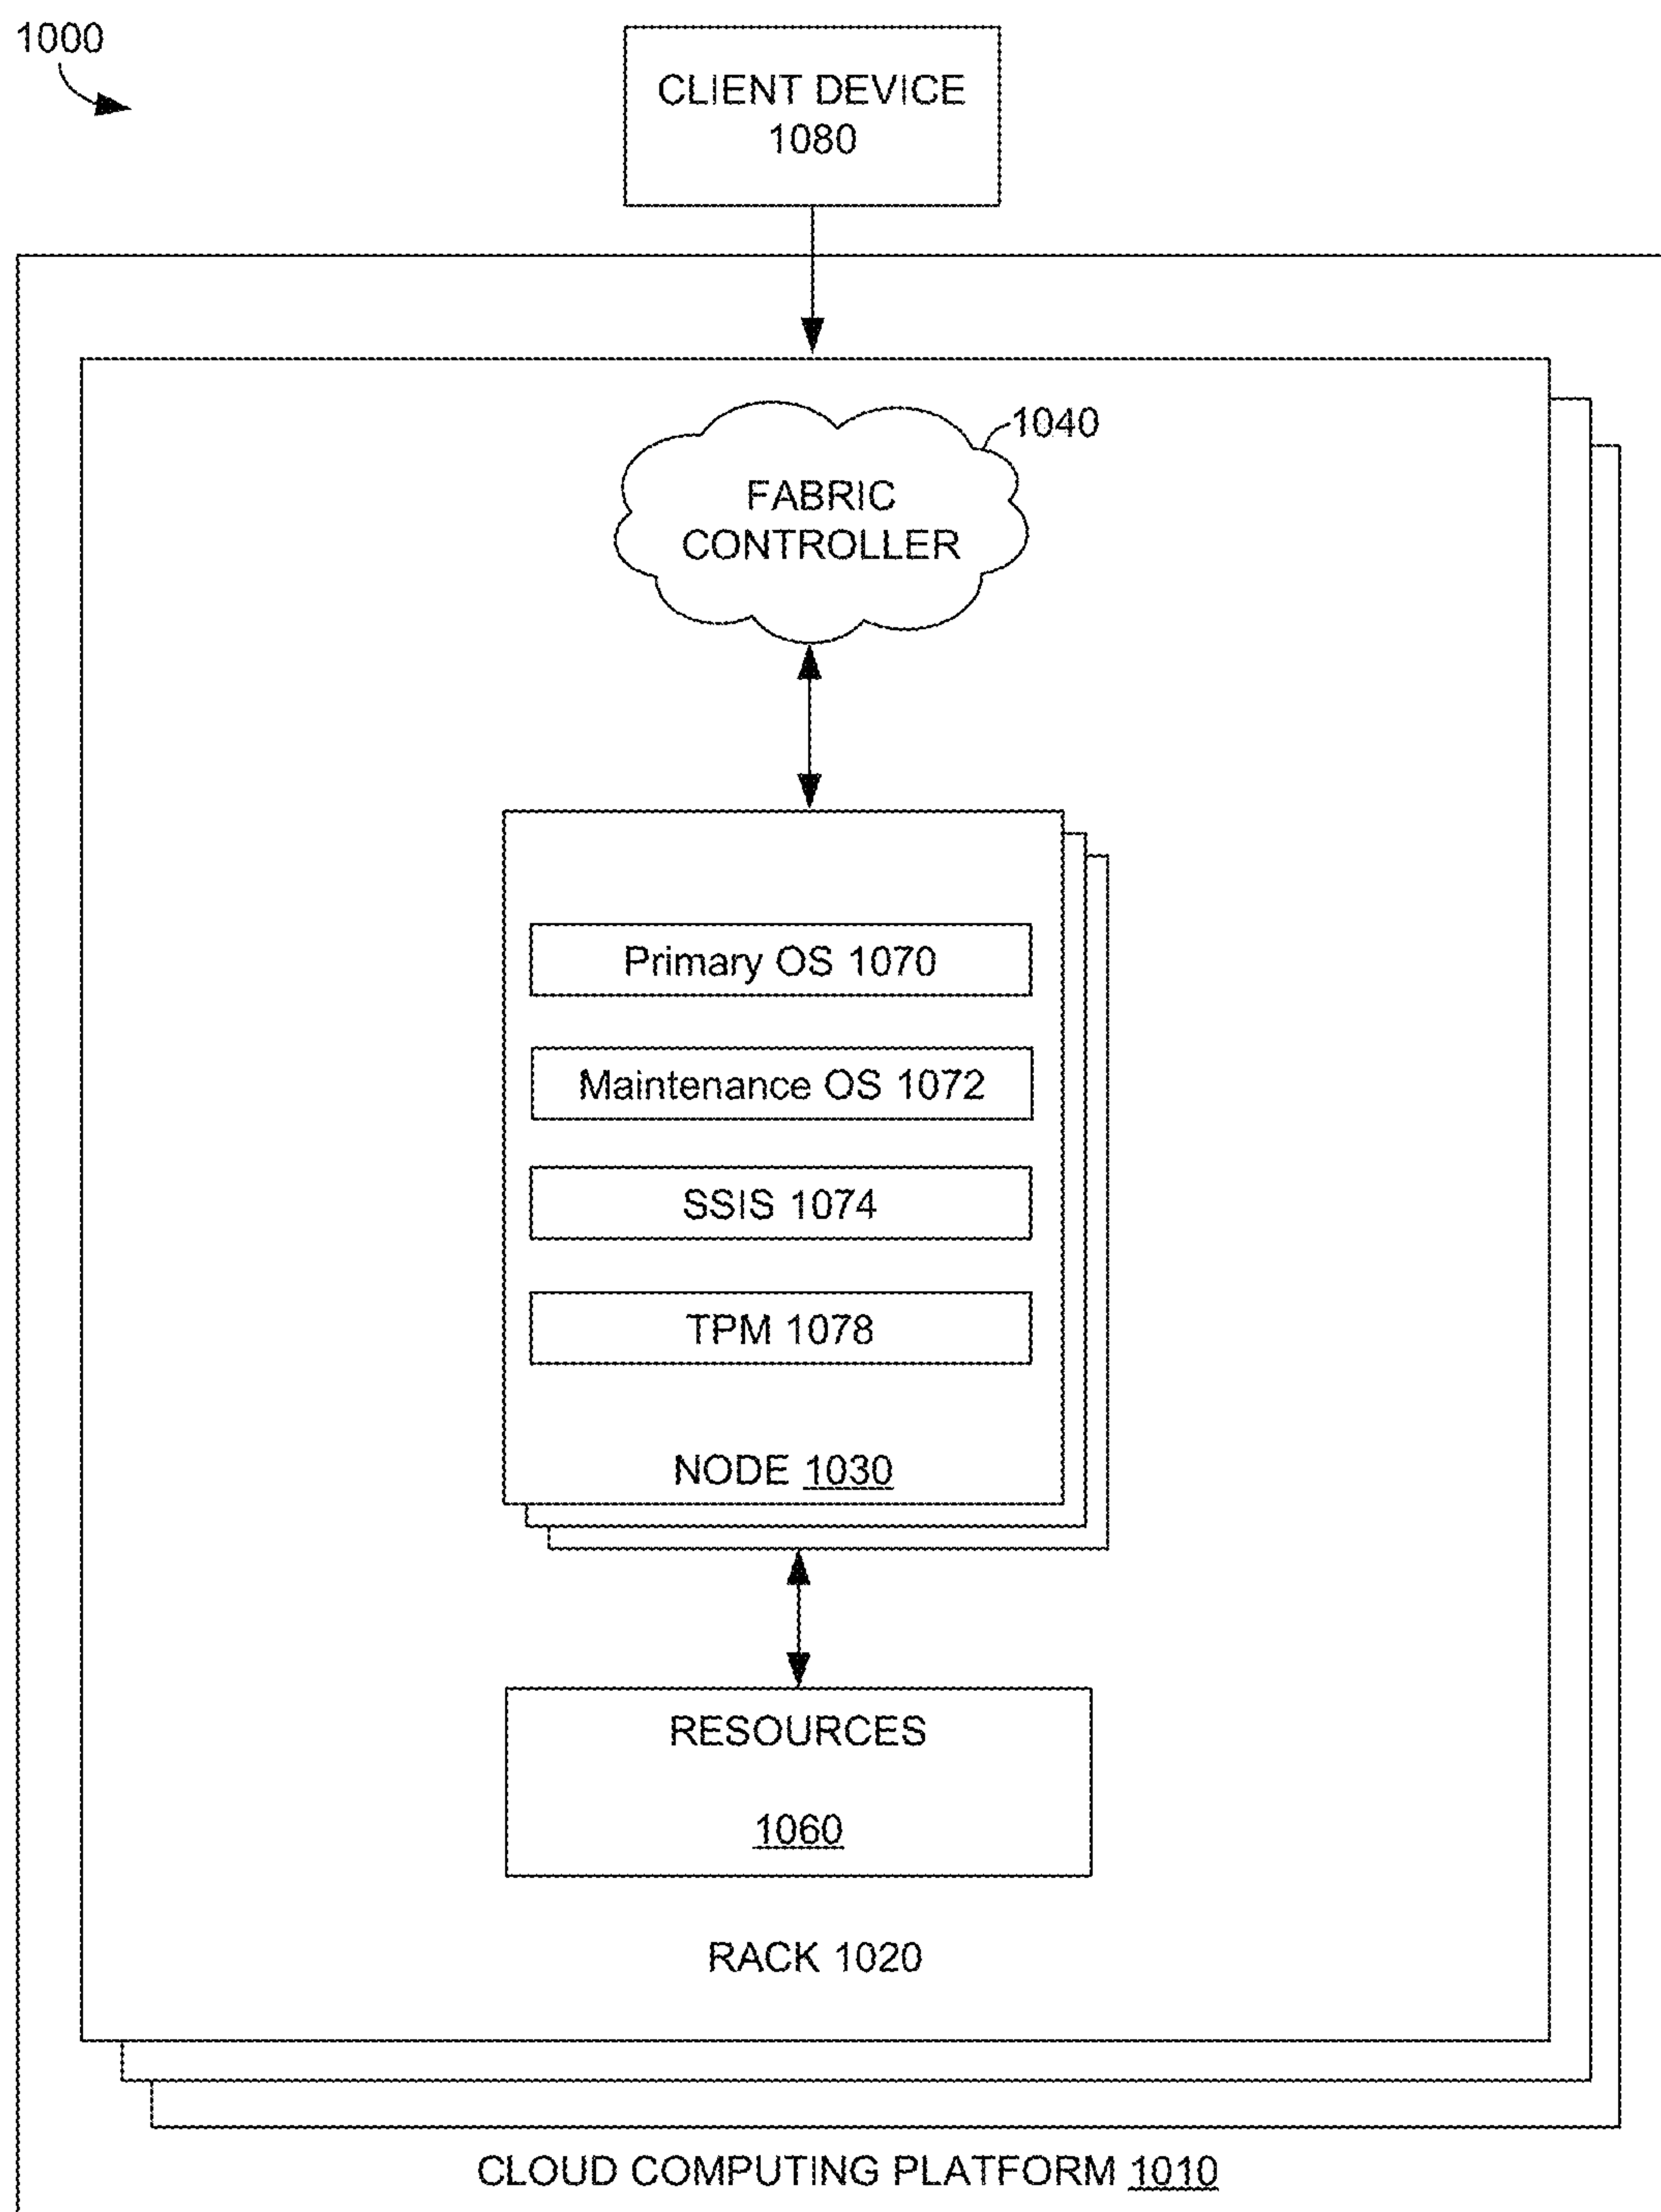 1000
CLIENT DEVICE
1080
1040
FABRIC
CONTROLLER
Primary OS 1070
Maintenance OS 1072
SSIS 1074
TPM 1078
NODE 1030
RESOURCES
1060
RACK 1020
CLOUD COMPUTING PLATFORM 1010